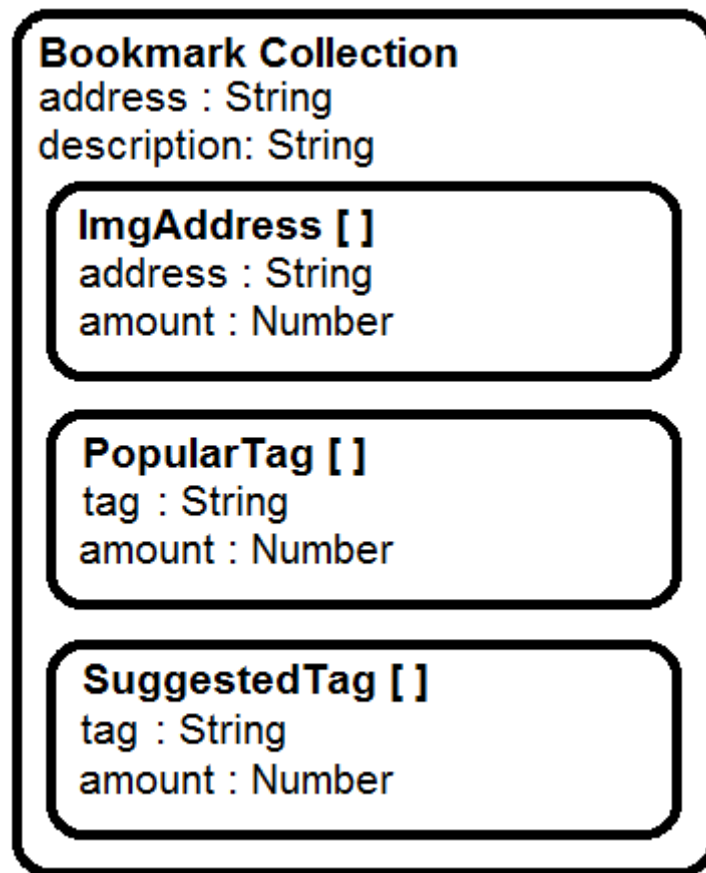 Bookmark Collection
address : String
description: String
ImgAddress [ ]
address : String
amount : Number
PopularTag [ ]
tag : String
amount : Number
SuggestedTag [ ]
tag : String
amount : Number